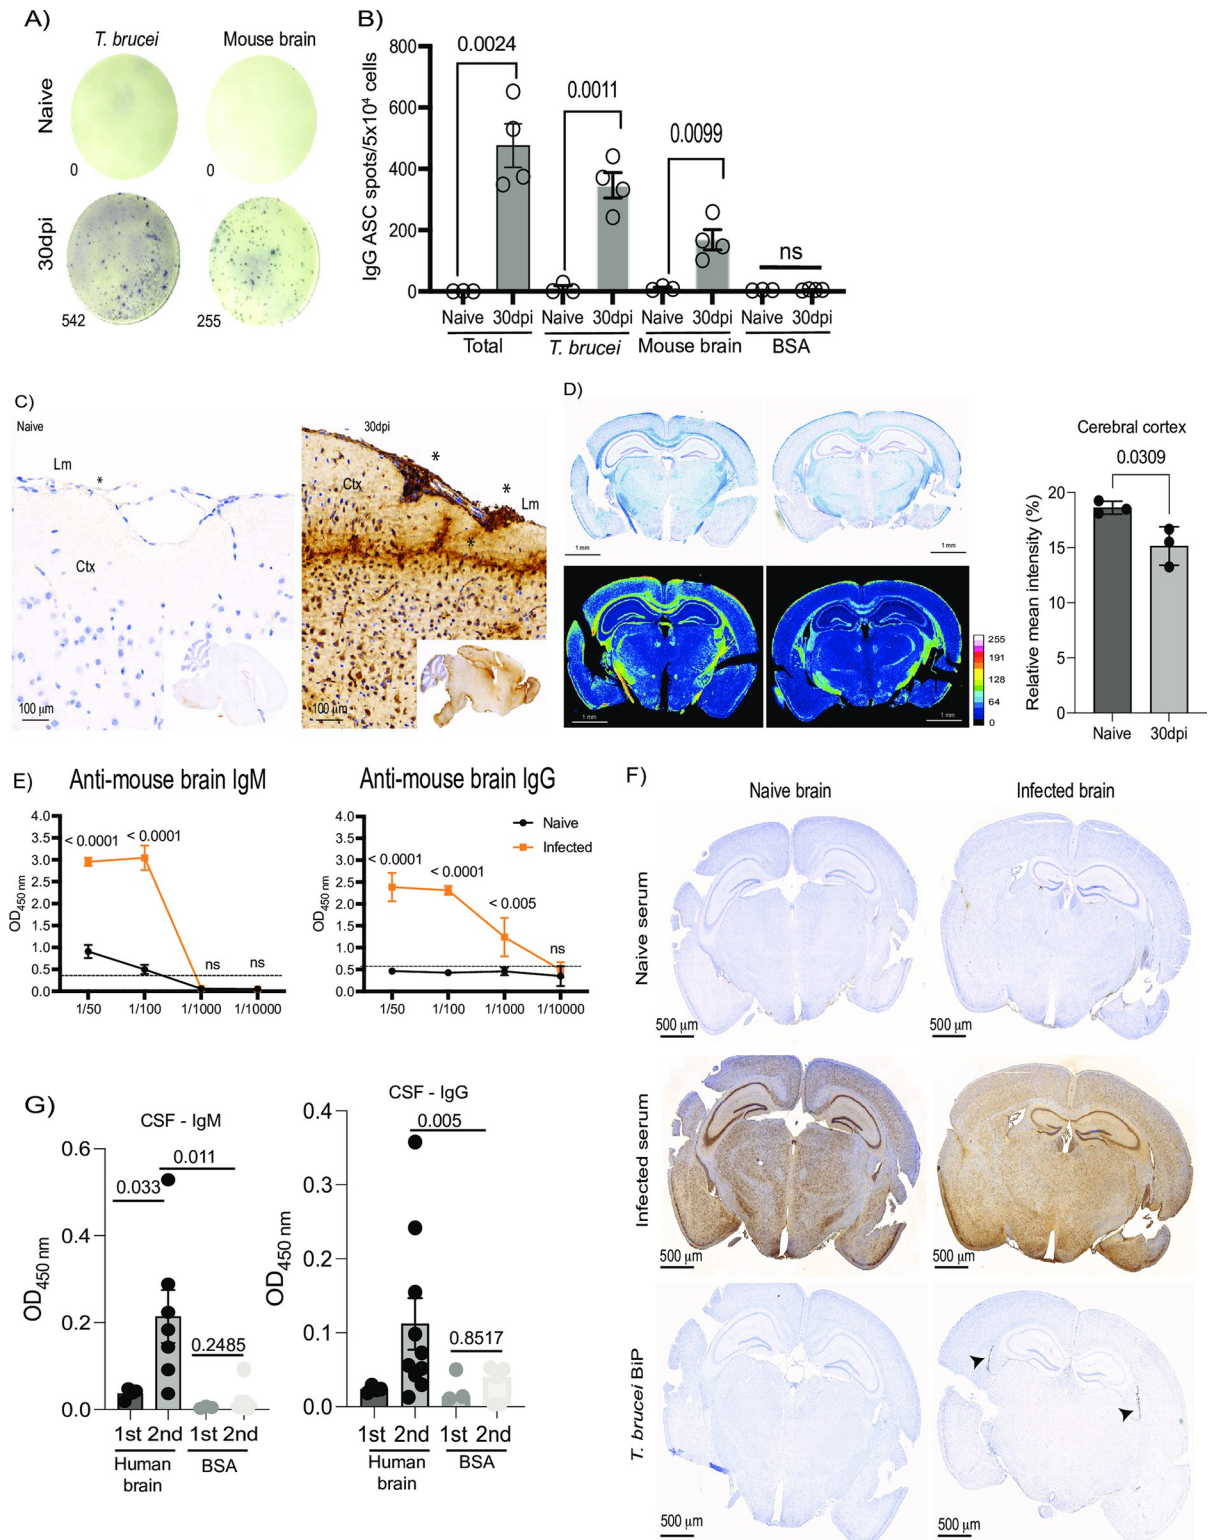 A)
T. brucei
Mouse brain
Naive
0
0
30dpi
542
255
B)
IgG ASC spots/5x10⁴ cells
800
600
400
200
0
0.0024
0.0011
0.0099
ns
Naive 30dpi Naive 30dpi Naive 30dpi Naive 30dpi
Total
T. brucei
Mouse brain
BSA
C)
Naive
Lm
*
Ctx
100 μm
30dpi
*
Ctx
*
Lm
*
100 μm
D)
1 mm
1 mm
1 mm
1 mm
255
191
128
64
0
Cerebral cortex
0.0309
Relative mean intensity (%)
20
15
10
5
0
Naive
30dpi
E)
Anti-mouse brain IgM
OD450 nm
4.0
3.5
3.0
2.5
2.0
1.5
1.0
0.5
0.0
< 0.0001
< 0.0001
ns
ns
1/50
1/100
1/1000
1/10000
Anti-mouse brain IgG
OD450 nm
4.0
3.5
3.0
2.5
2.0
1.5
1.0
0.5
0.0
Naive
Infected
< 0.0001
< 0.0001
< 0.005
ns
1/50
1/100
1/1000
1/10000
F)
Naive brain
Infected brain
Naive serum
500 μm
500 μm
Infected serum
500 μm
500 μm
T. brucei BiP
500 μm
500 μm
G)
CSF - IgM
OD450 nm
0.6
0.4
0.2
0.0
0.033
0.011
0.2485
1st 2nd
1st 2nd
Human
brain
BSA
CSF - IgG
OD450 nm
0.4
0.3
0.2
0.1
0.0
0.005
0.8517
1st 2nd
1st 2nd
Human
brain
BSA